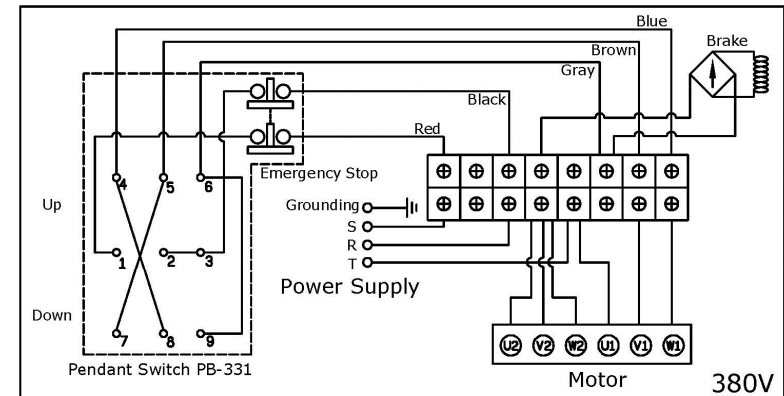 Blue
Brown
Brake
Gray
Black
Red
4 5 6
Emergency Stop
Up
Grounding
S
R
1 2 3
T
Power Supply
Down
7 8 9
U2 V2 W2 U1 V1 W1
Pendant Switch PB-331
Motor
380V